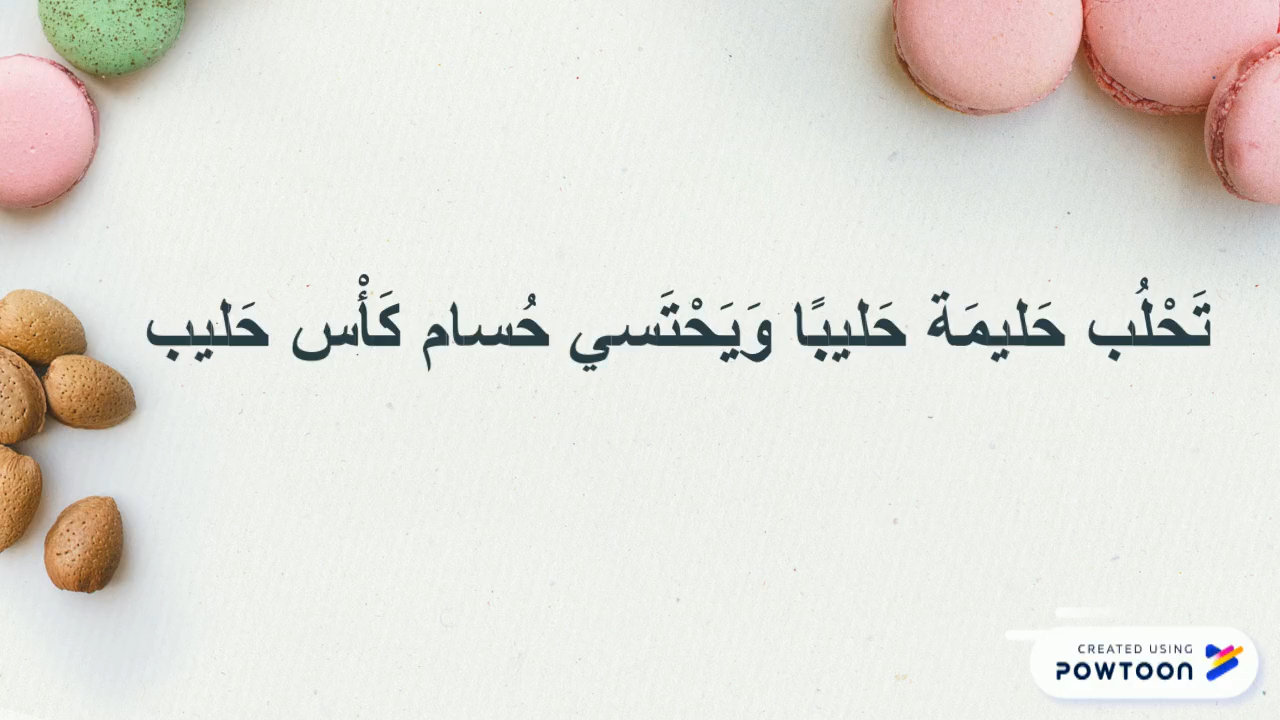 تَحْلُب حَليمَة حَليبًا وَيَحْتَسي حُسام كَأْس حَليب
CREATED USING
POWTOON